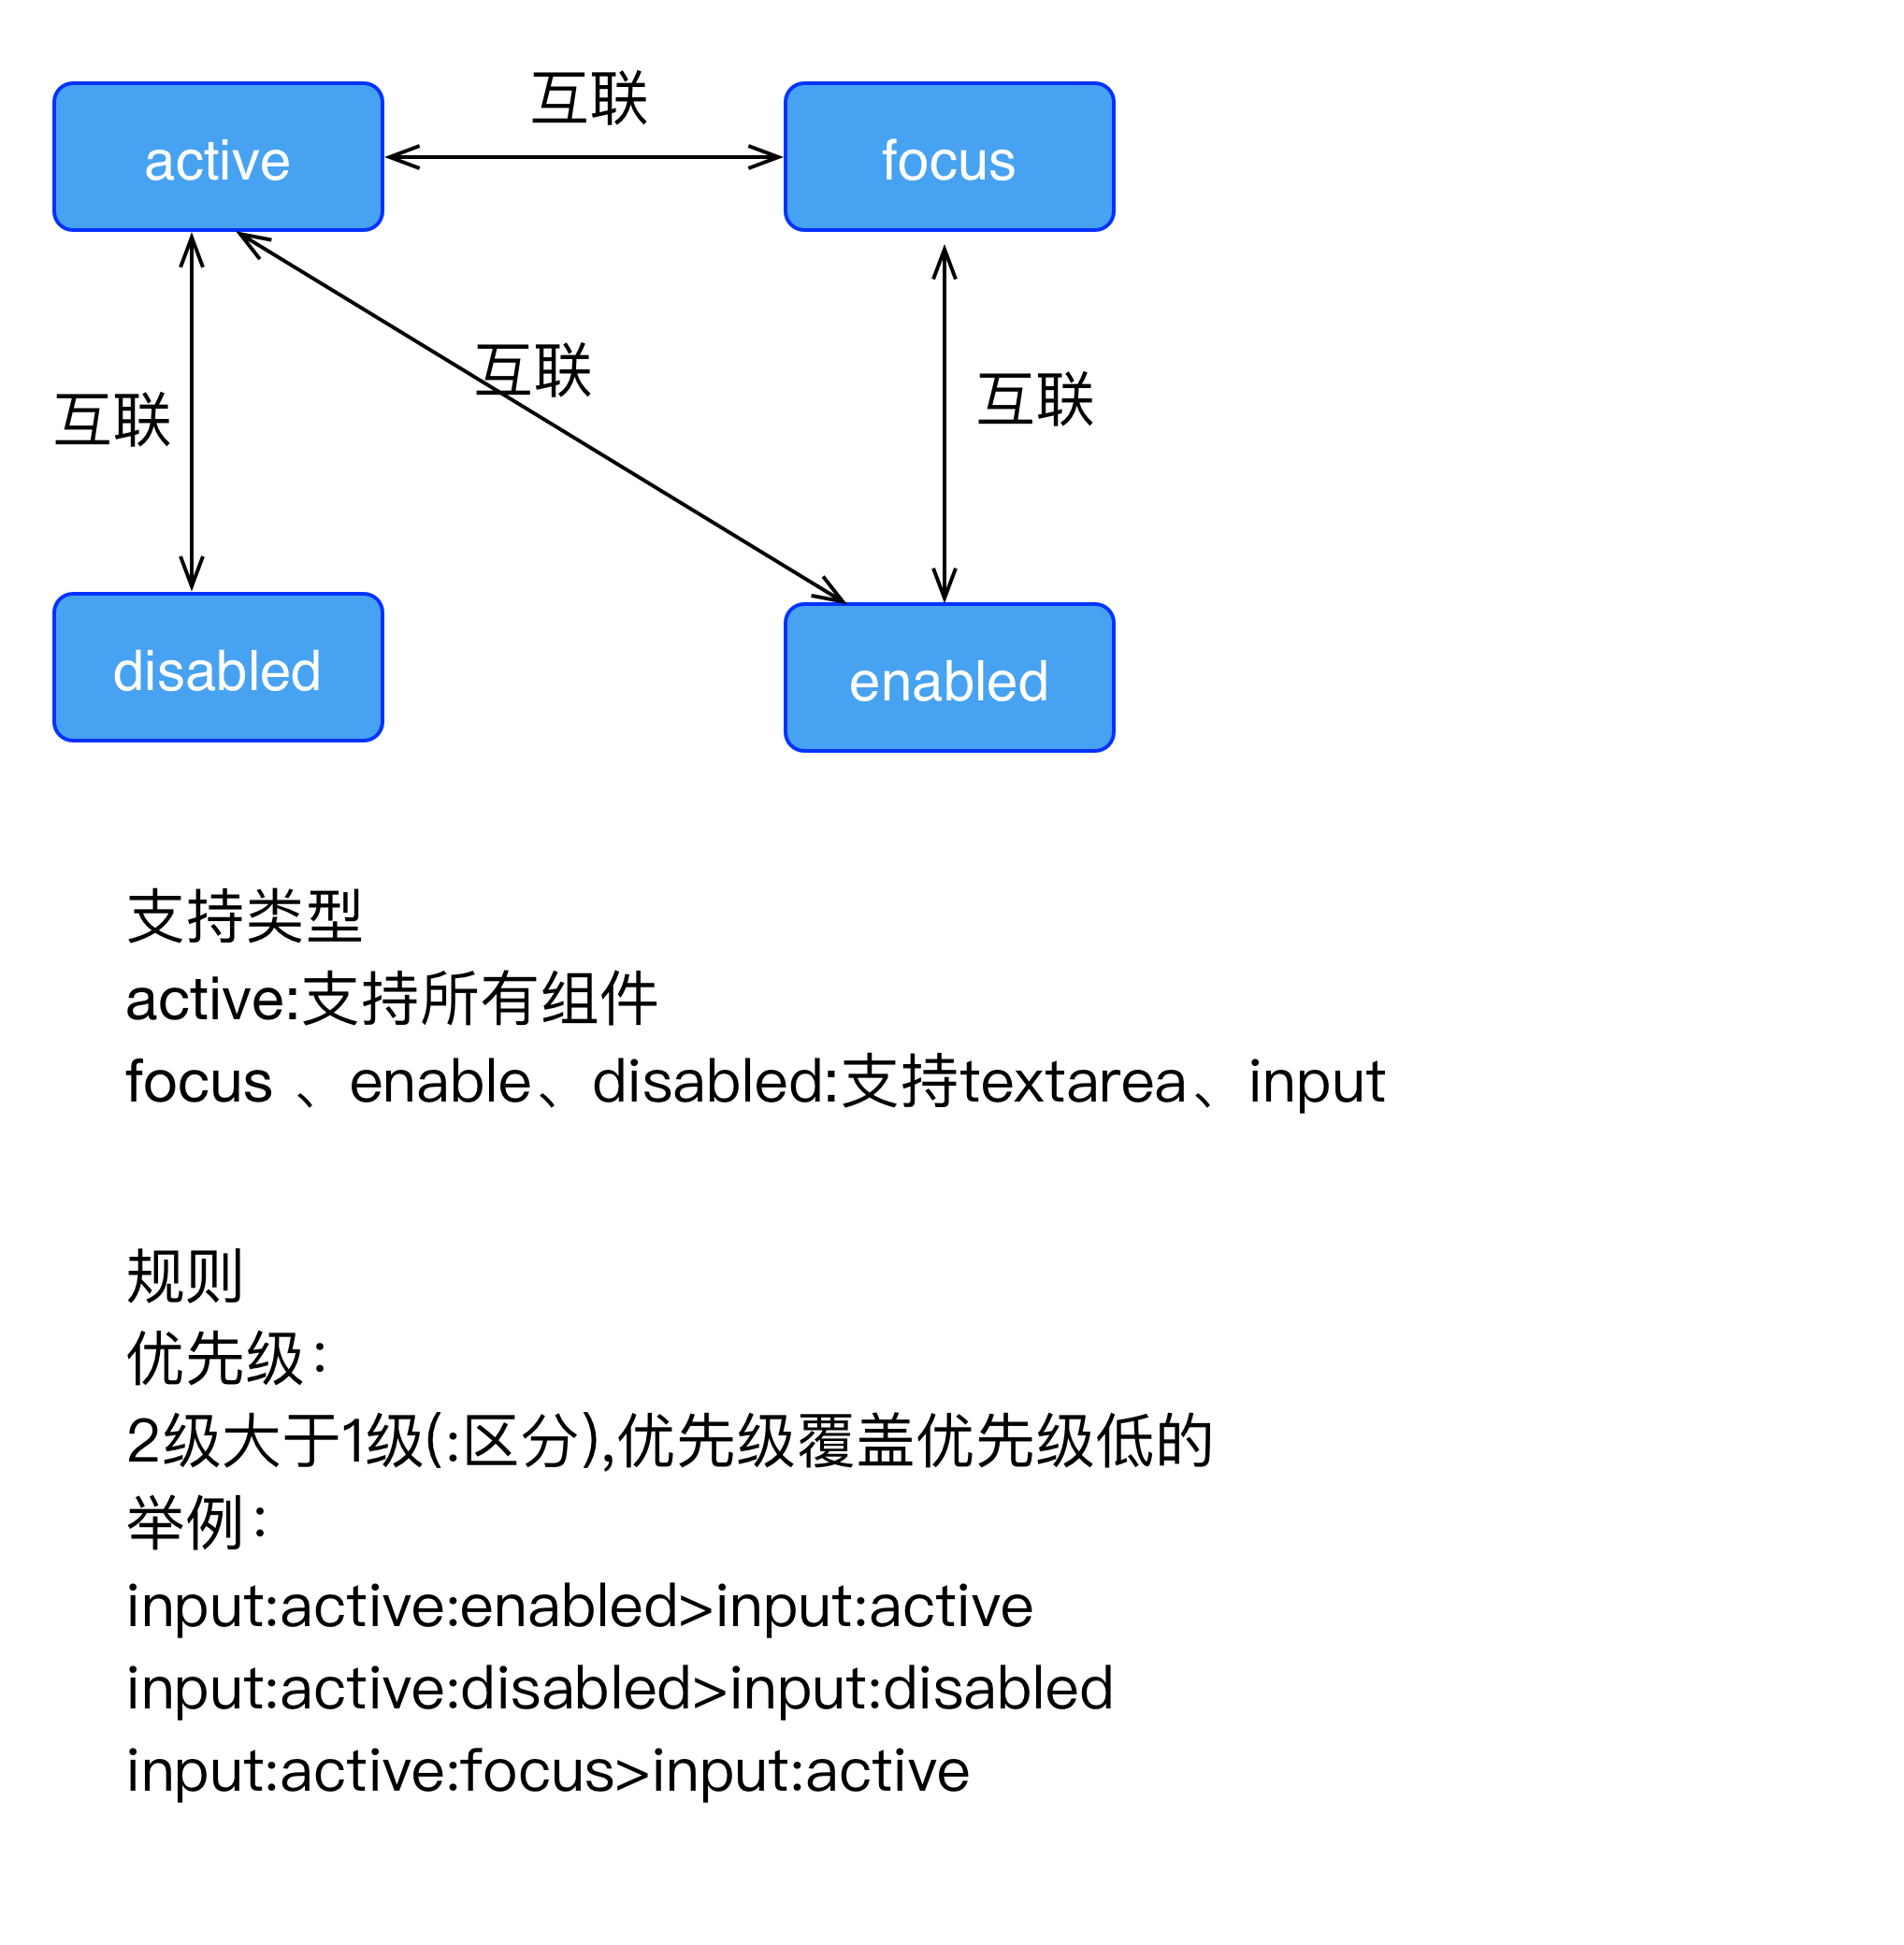 互联
active
focus
互联
互联
互联
disabled
enabled
支持类型
active:支持所有组件
focus 、enable、disabled:支持textarea、input
规则
优先级：
2级大于1级(:区分),优先级覆盖优先级低的
举例：
input:active:enabled>input:active
input:active:disabled>input:disabled
input:active:focus>input:active